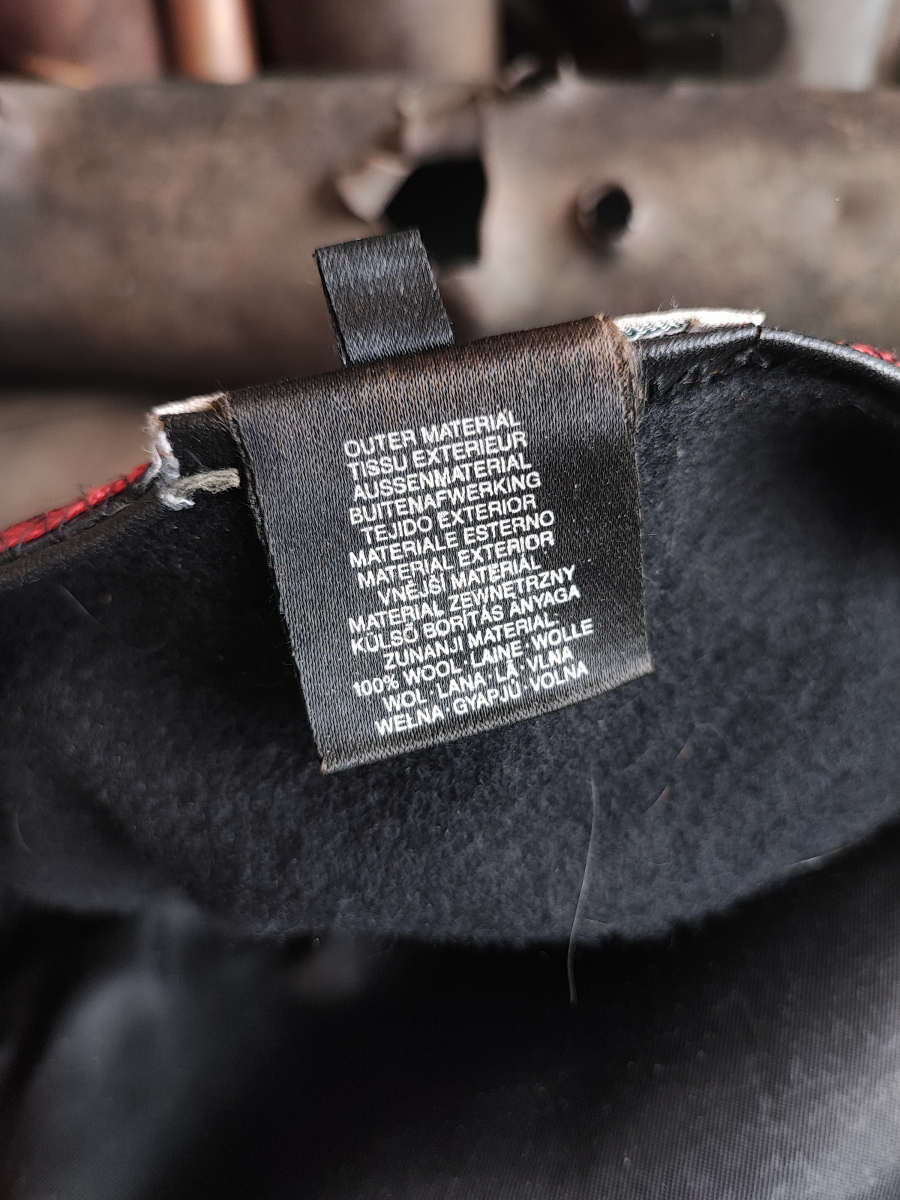 OUTER MATERIAL
TISSU EXTERIEUR
AUSSENMATERIAL
BUITENAFWERKING
TEJIDO EXTERIOR
MATERIALE ESTERNO
MATERIAL EXTERIOR
VNĚJŠÍ MATERIÁL
MATERIAŁ ZEWNĘTRZNY
KÜLSŐ BORÍTÁS ANYAGA
ZUNANJI MATERIAL
100% WOOL·LAINE·WOLLE
WOL·LANA·LÃ·VLNA
WEŁNA·GYAPJÚ·VOLNA